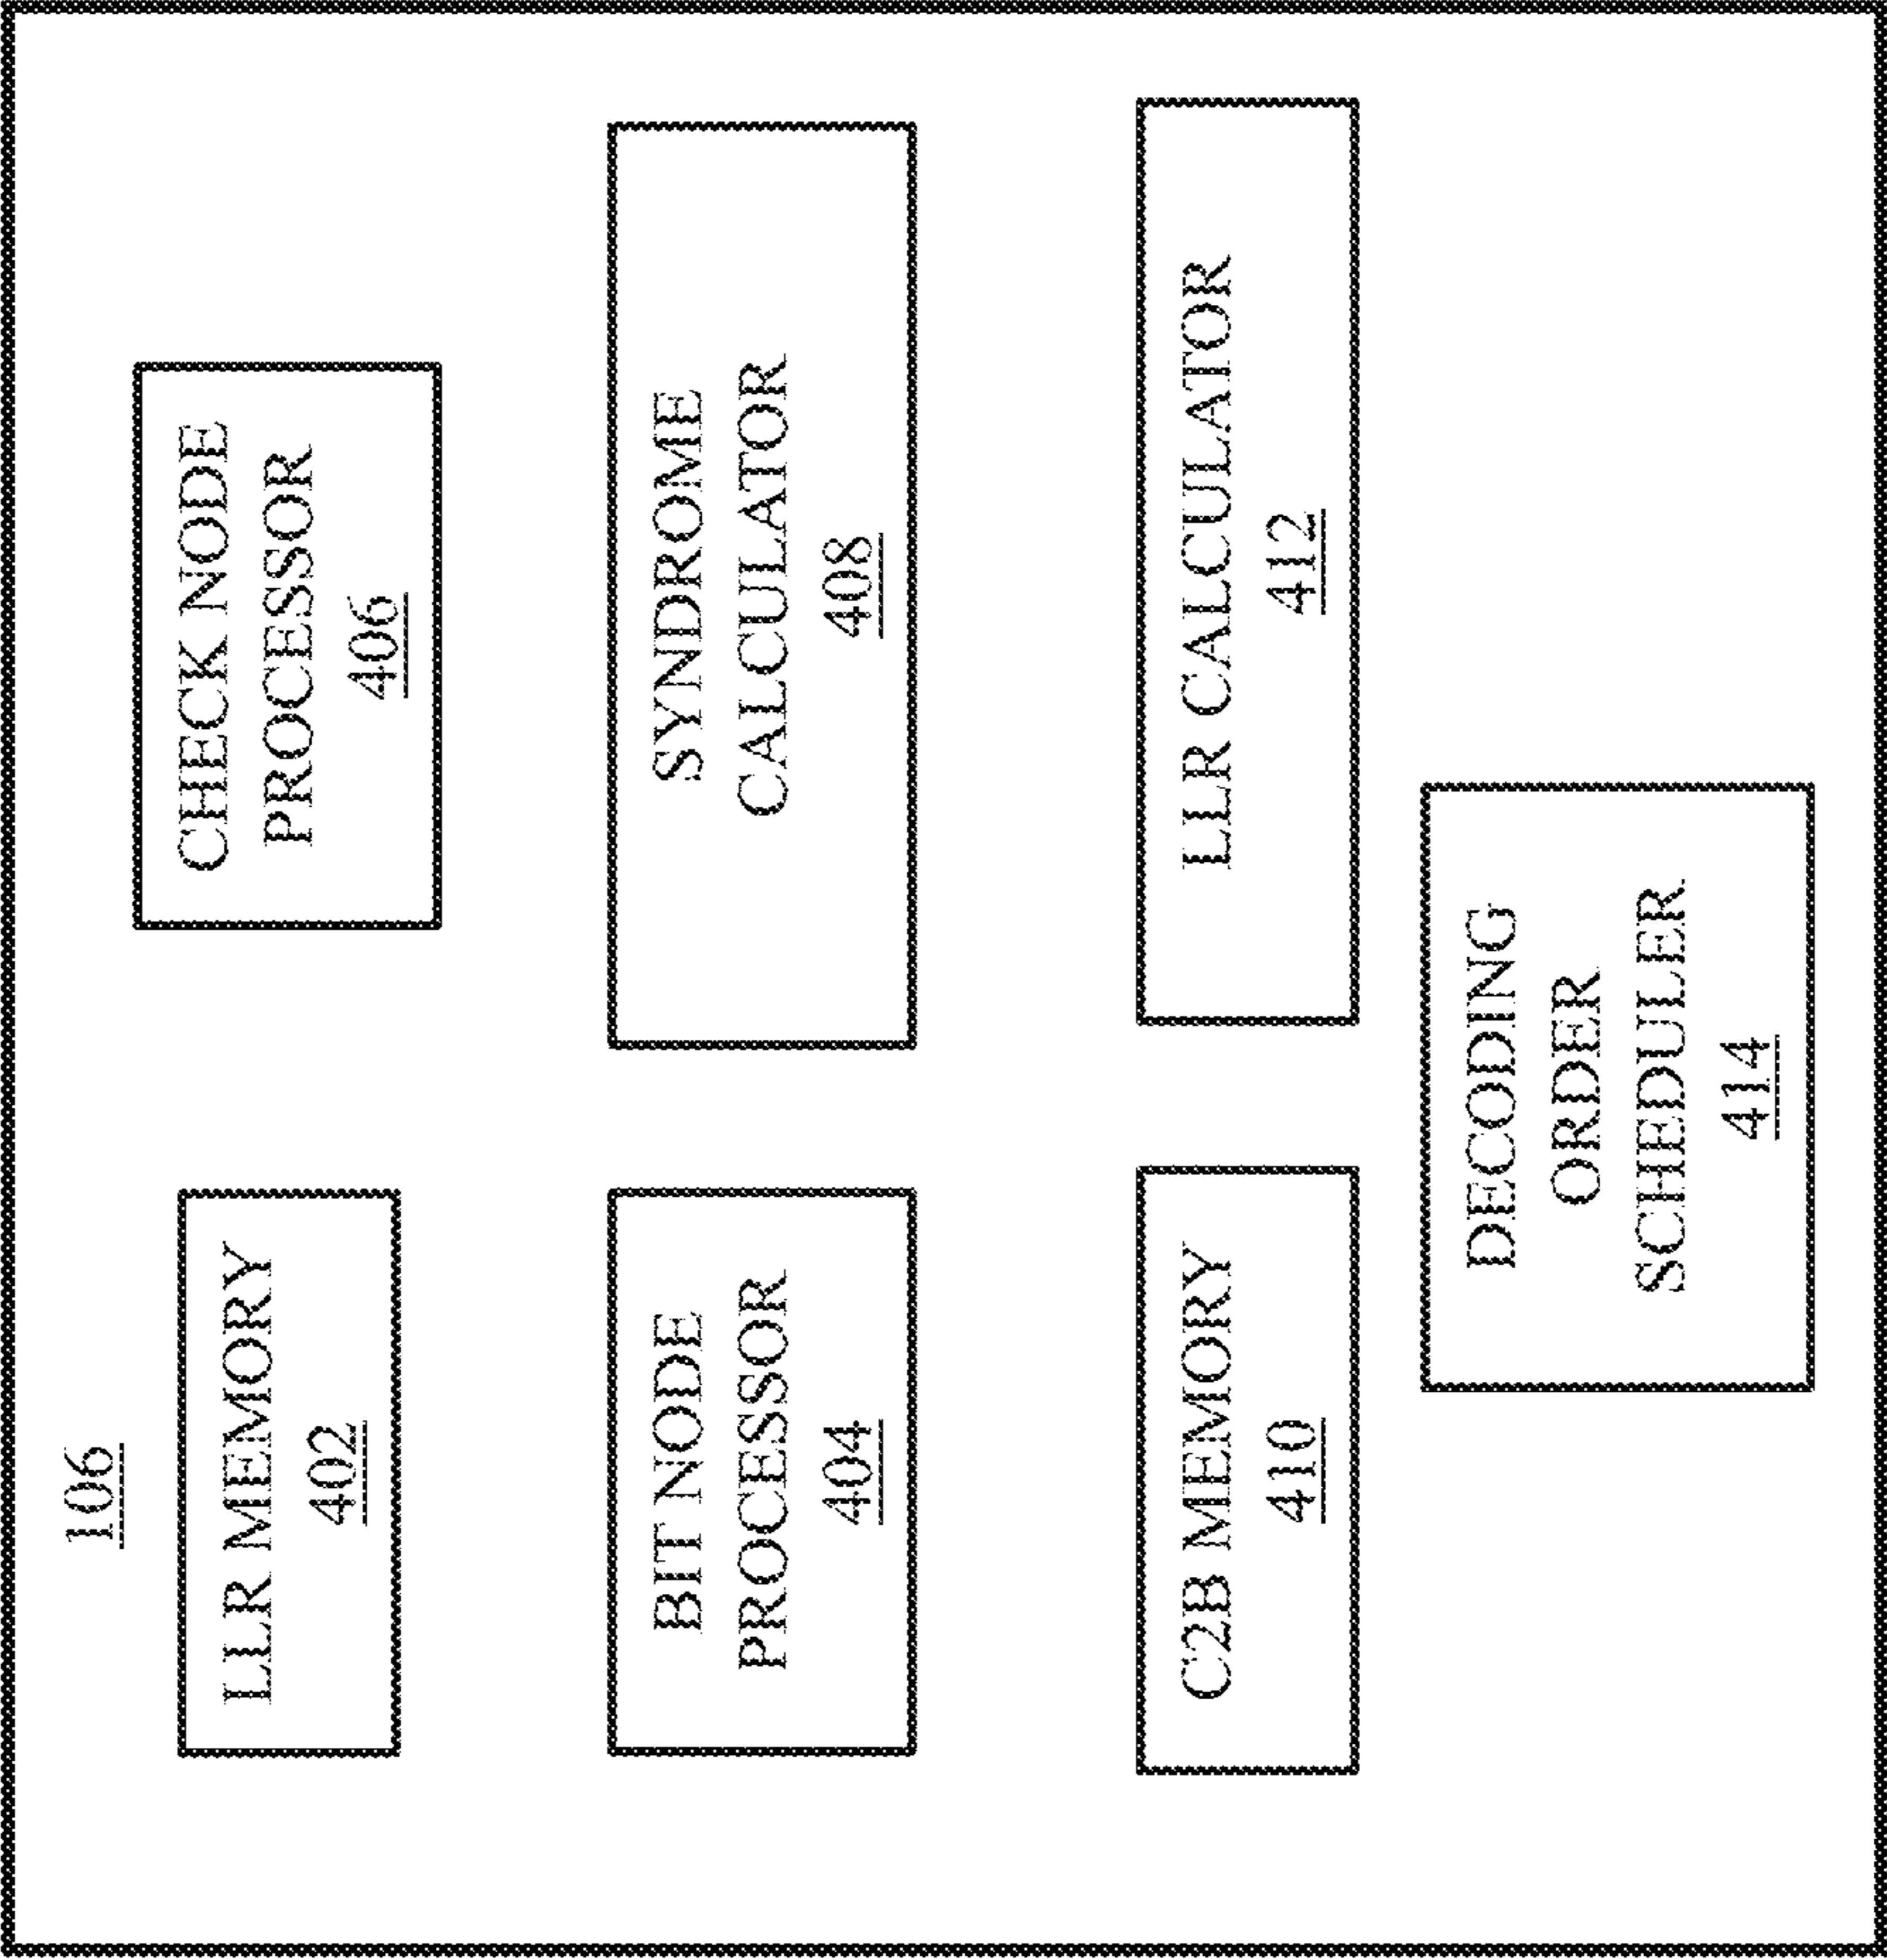 106
LLR MEMORY
402
CHECK NODE
PROCESSOR
406
BIT NODE
PROCESSOR
404
SYNDROME
CALCULATOR
408
C2B MEMORY
410
LLR CALCULATOR
412
DECODING
ORDER
SCHEDULER
414